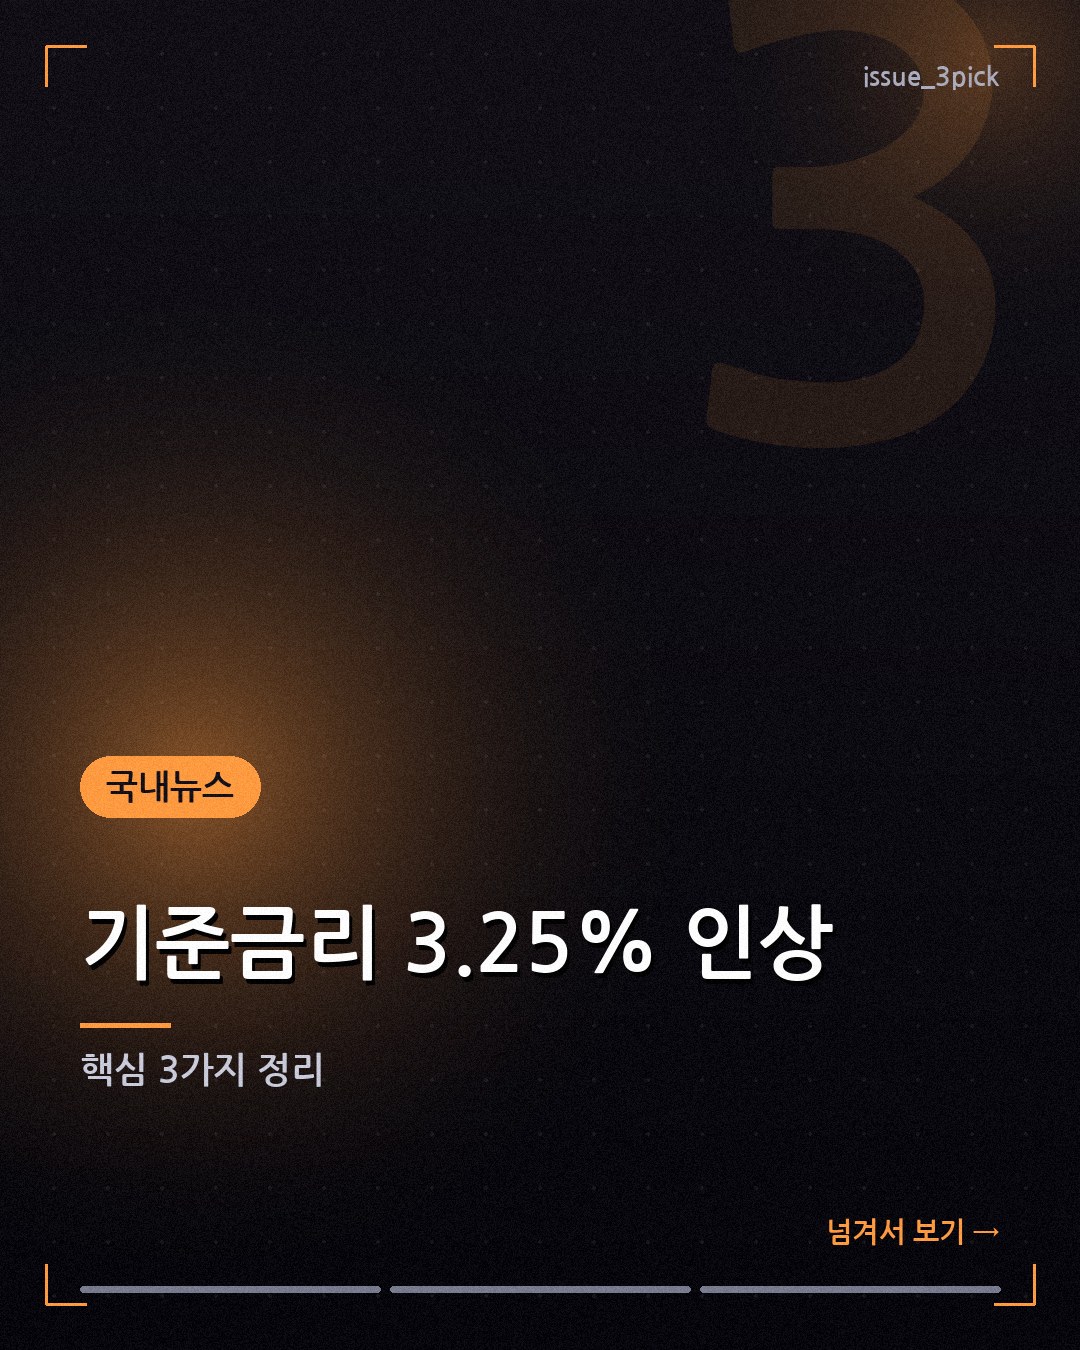 3
issue_3pick
국내뉴스
기준금리 3.25% 인상
핵심 3가지 정리
넘겨서 보기 →